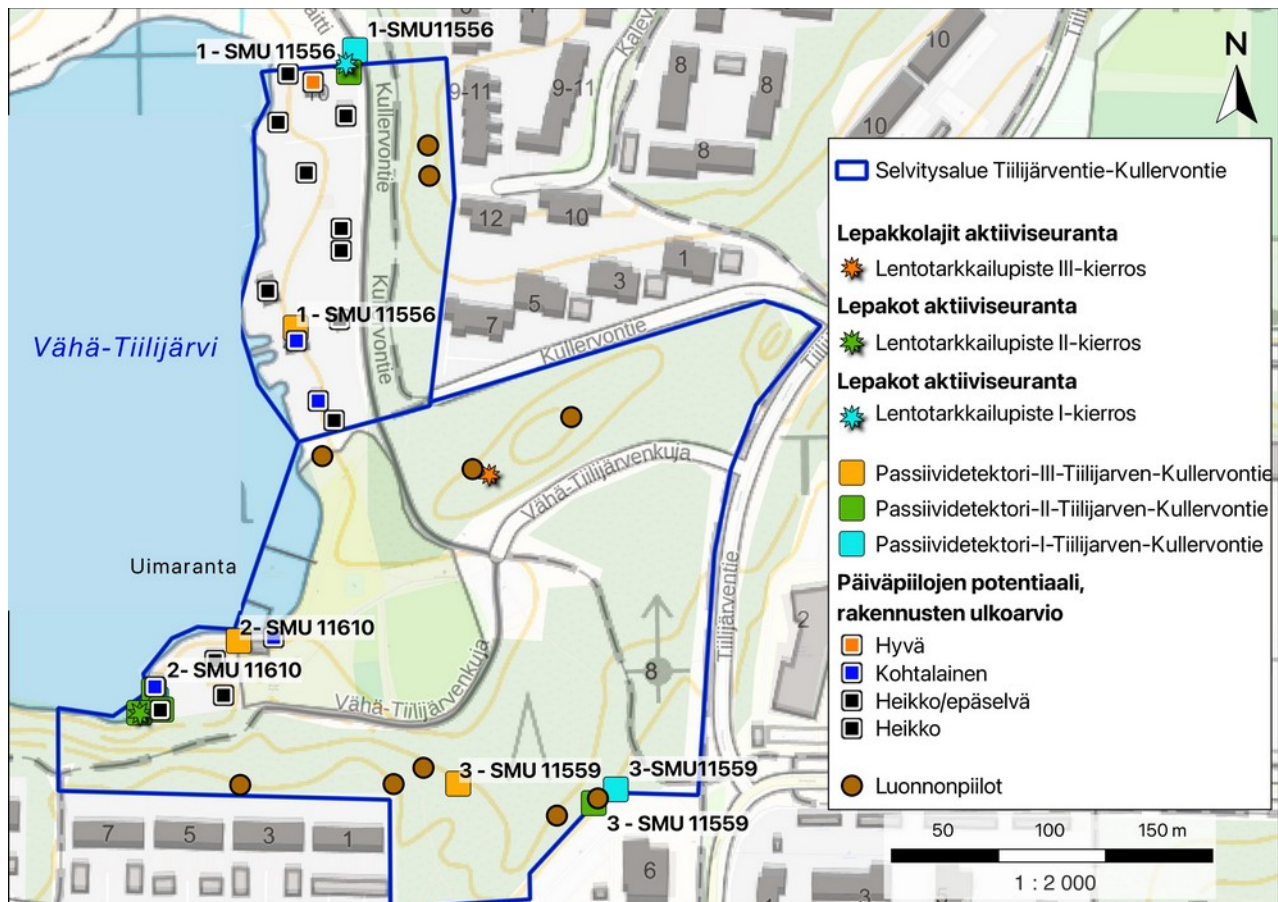 1-SMU11556
1 - SMU 11556
10
9-11
9-11
8
8
8
10
10
N
Kullervontie
Kullervontie
12
10
1
3
5
7
Kullervontie
1 - SMU 11556
Vähä-Tiilijärvi
Vähä-Tiilijärvenkuja
Uimaranta
2- SMU 11610
2- SMU 11610
Vähä-Tiilijärvenkuja
Tiilijärventie
8
2
3 - SMU 11559
3-SMU11559
3 - SMU 11559
7
5
3
1
6
Selvitysalue Tiilijärventie-Kullervontie
Lepakkolajit aktiiviseuranta
Lentotarkkailupiste III-kierros
Lepakot aktiiviseuranta
Lentotarkkailupiste II-kierros
Lepakot aktiiviseuranta
Lentotarkkailupiste I-kierros
Passiividetektori-III-Tiilijarven-Kullervontie
Passiividetektori-II-Tiilijarven-Kullervontie
Passiividetektori-I-Tiilijarven-Kullervontie
Päiväpiilojen potentiaali,
rakennusten ulkoarvio
Hyvä
Kohtalainen
Heikko/epäselvä
Heikko
Luonnonpiilot
50
100
150 m
1 : 2 000
1
3